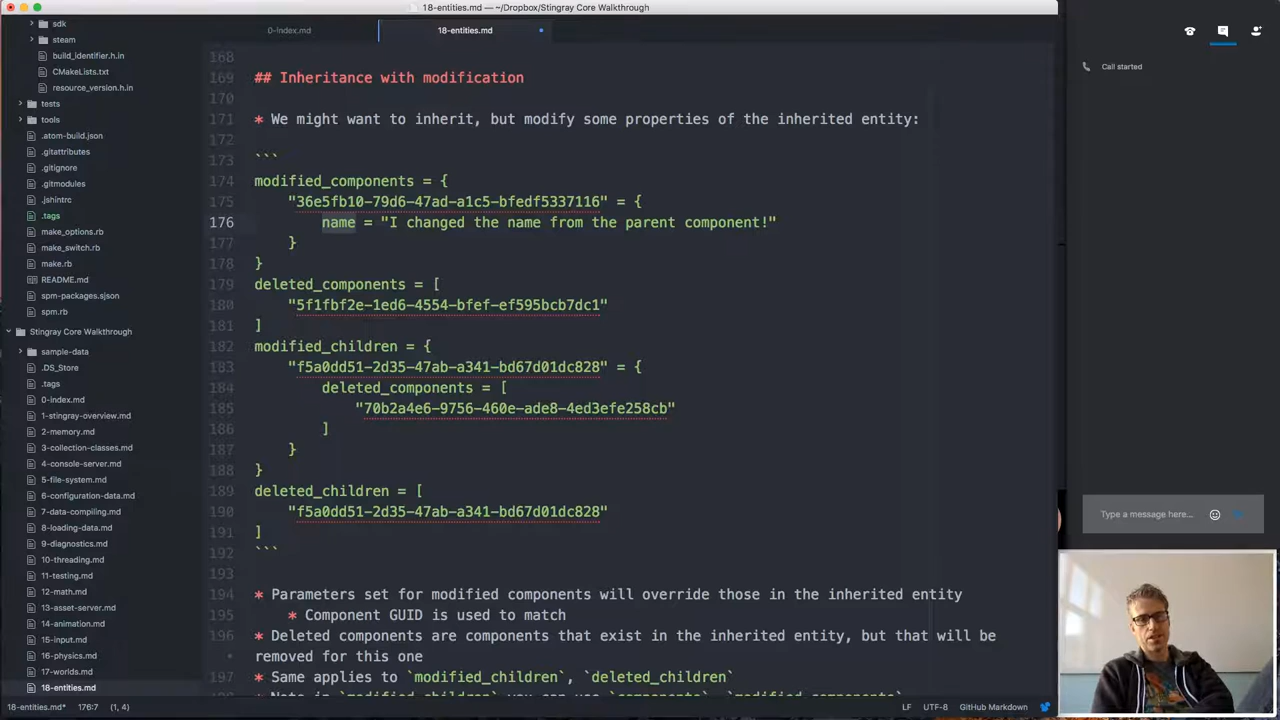 18-entities.md — ~/Dropbox/Stingray Core Walkthrough
0-index.md
18-entities.md
sdk
steam
build_identifier.h.in
CMakeLists.txt
resource_version.h.in
tests
tools
.atom-build.json
.gitattributes
.gitignore
.gitmodules
.jshintrc
.tags
make_options.rb
make_switch.rb
make.rb
README.md
spm-packages.sjson
spm.rb
Stingray Core Walkthrough
sample-data
.DS_Store
.tags
0-index.md
1-stingray-overview.md
2-memory.md
3-collection-classes.md
4-console-server.md
5-file-system.md
6-configuration-data.md
7-data-compiling.md
8-loading-data.md
9-diagnostics.md
10-threading.md
11-testing.md
12-math.md
13-asset-server.md
14-animation.md
15-input.md
16-physics.md
17-worlds.md
18-entities.md
168
169 ## Inheritance with modification
170
171 * We might want to inherit, but modify some properties of the inherited entity:
172
173 ```
174 modified_components = {
175 "36e5fb10-79d6-47ad-a1c5-bfedf5337116" = {
176 name = "I changed the name from the parent component!"
177 }
178 }
179 deleted_components = [
180 "5f1fbf2e-1ed6-4554-bfef-ef595bcb7dc1"
181 ]
182 modified_children = {
183 "f5a0dd51-2d35-47ab-a341-bd67d01dc828" = {
184 deleted_components = [
185 "70b2a4e6-9756-460e-ade8-4ed3efe258cb"
186 ]
187 }
188 }
189 deleted_children = [
190 "f5a0dd51-2d35-47ab-a341-bd67d01dc828"
191 ]
192 ```
193
194 * Parameters set for modified components will override those in the inherited entity
195 * Component GUID is used to match
196 * Deleted components are components that exist in the inherited entity, but that will be
• removed for this one
197 * Same applies to `modified_children`, `deleted_children`
* Note in `modified_children` you can use `components`, `modified_components`
18-entities.md* 176:7 (1, 4)
LF UTF-8 GitHub Markdown
Call started
Type a message here...